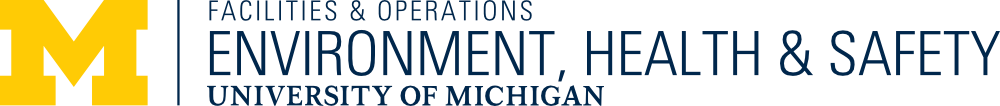 M
FACILITIES & OPERATIONS
ENVIRONMENT, HEALTH & SAFETY
UNIVERSITY OF MICHIGAN